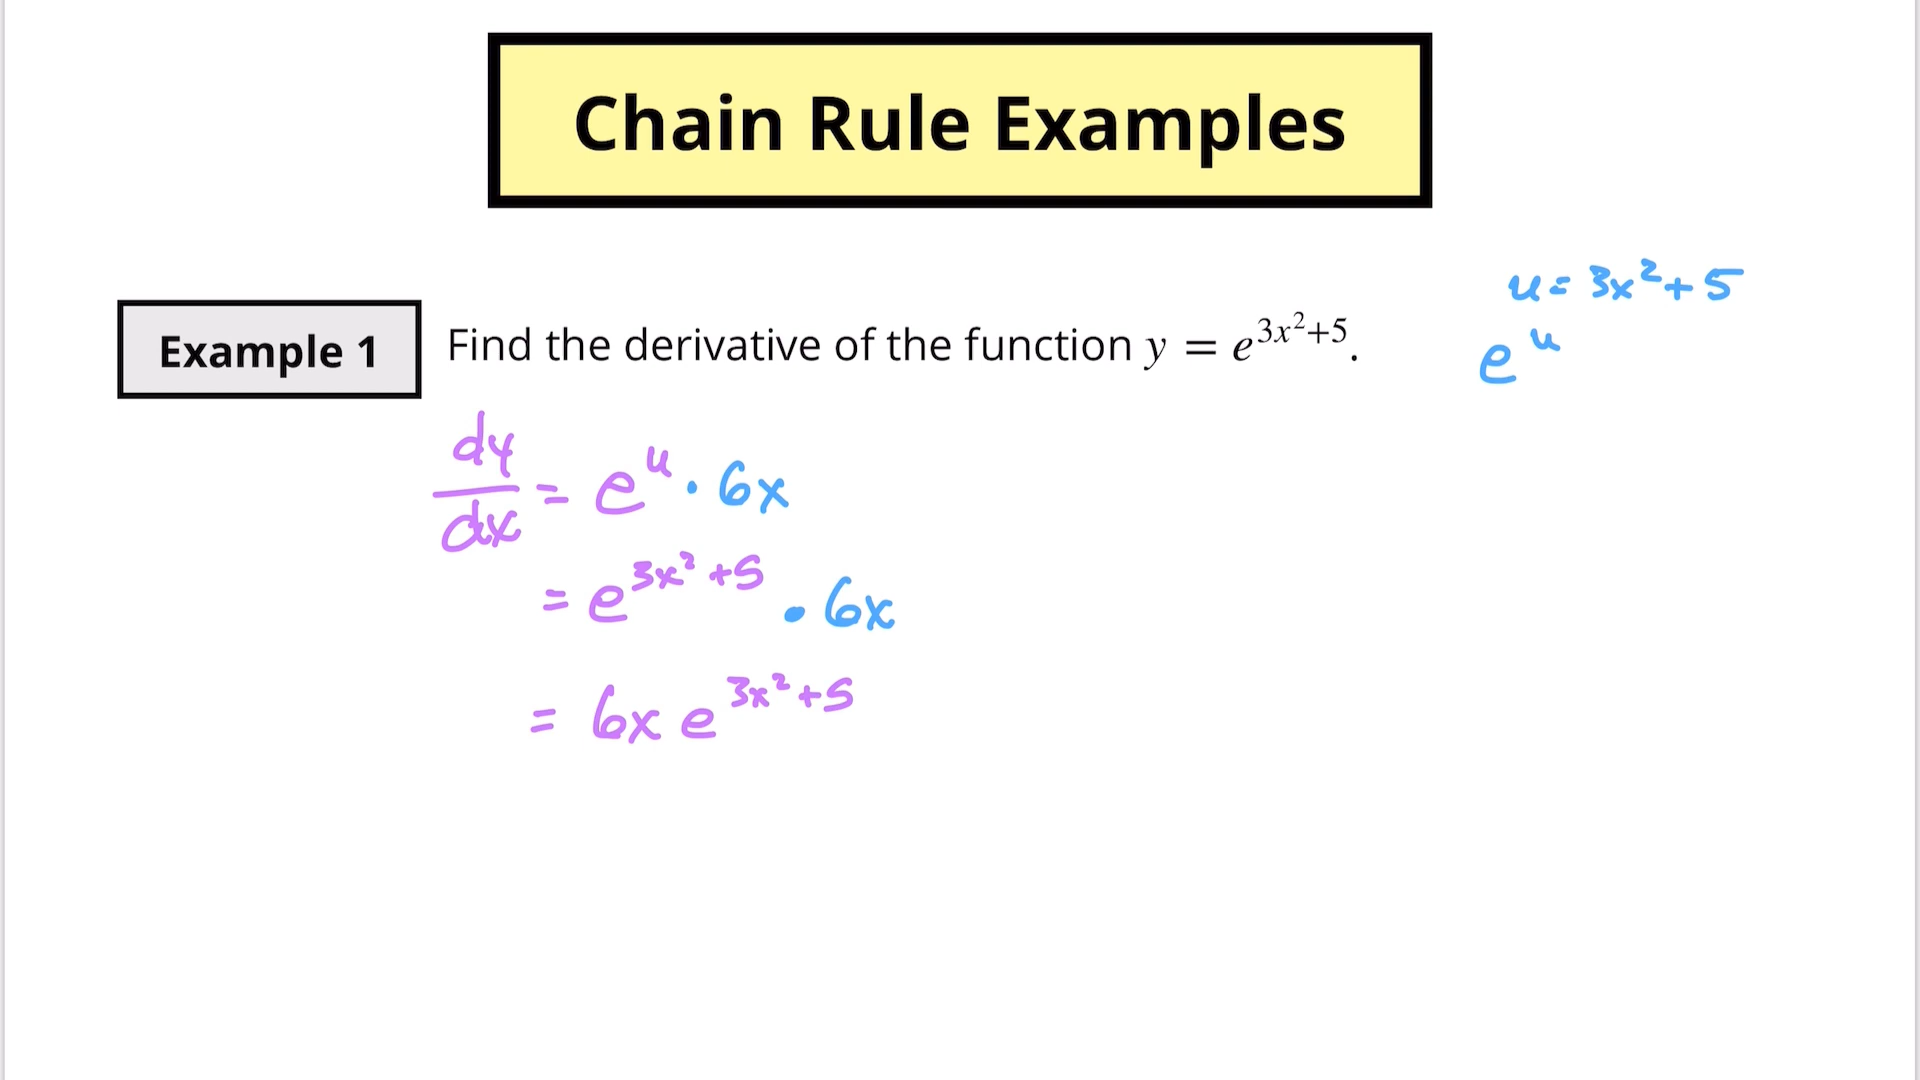 Chain Rule Examples
u = 3x²+5
Example 1
Find the derivative of the function y = e^{3x²+5}.
e^u
dy/dx = e^u · 6x
= e^{3x²+5} · 6x
= 6x e^{3x²+5}